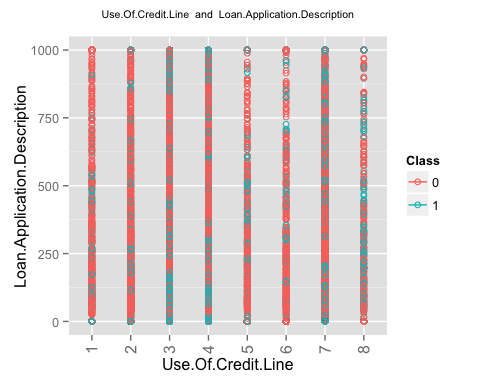 Use.Of.Credit.Line and Loan.Application.Description
Loan.Application.Description
1000
750
500
250
0
1 2 3 4 5 6 7 8
Use.Of.Credit.Line
Class
0
1